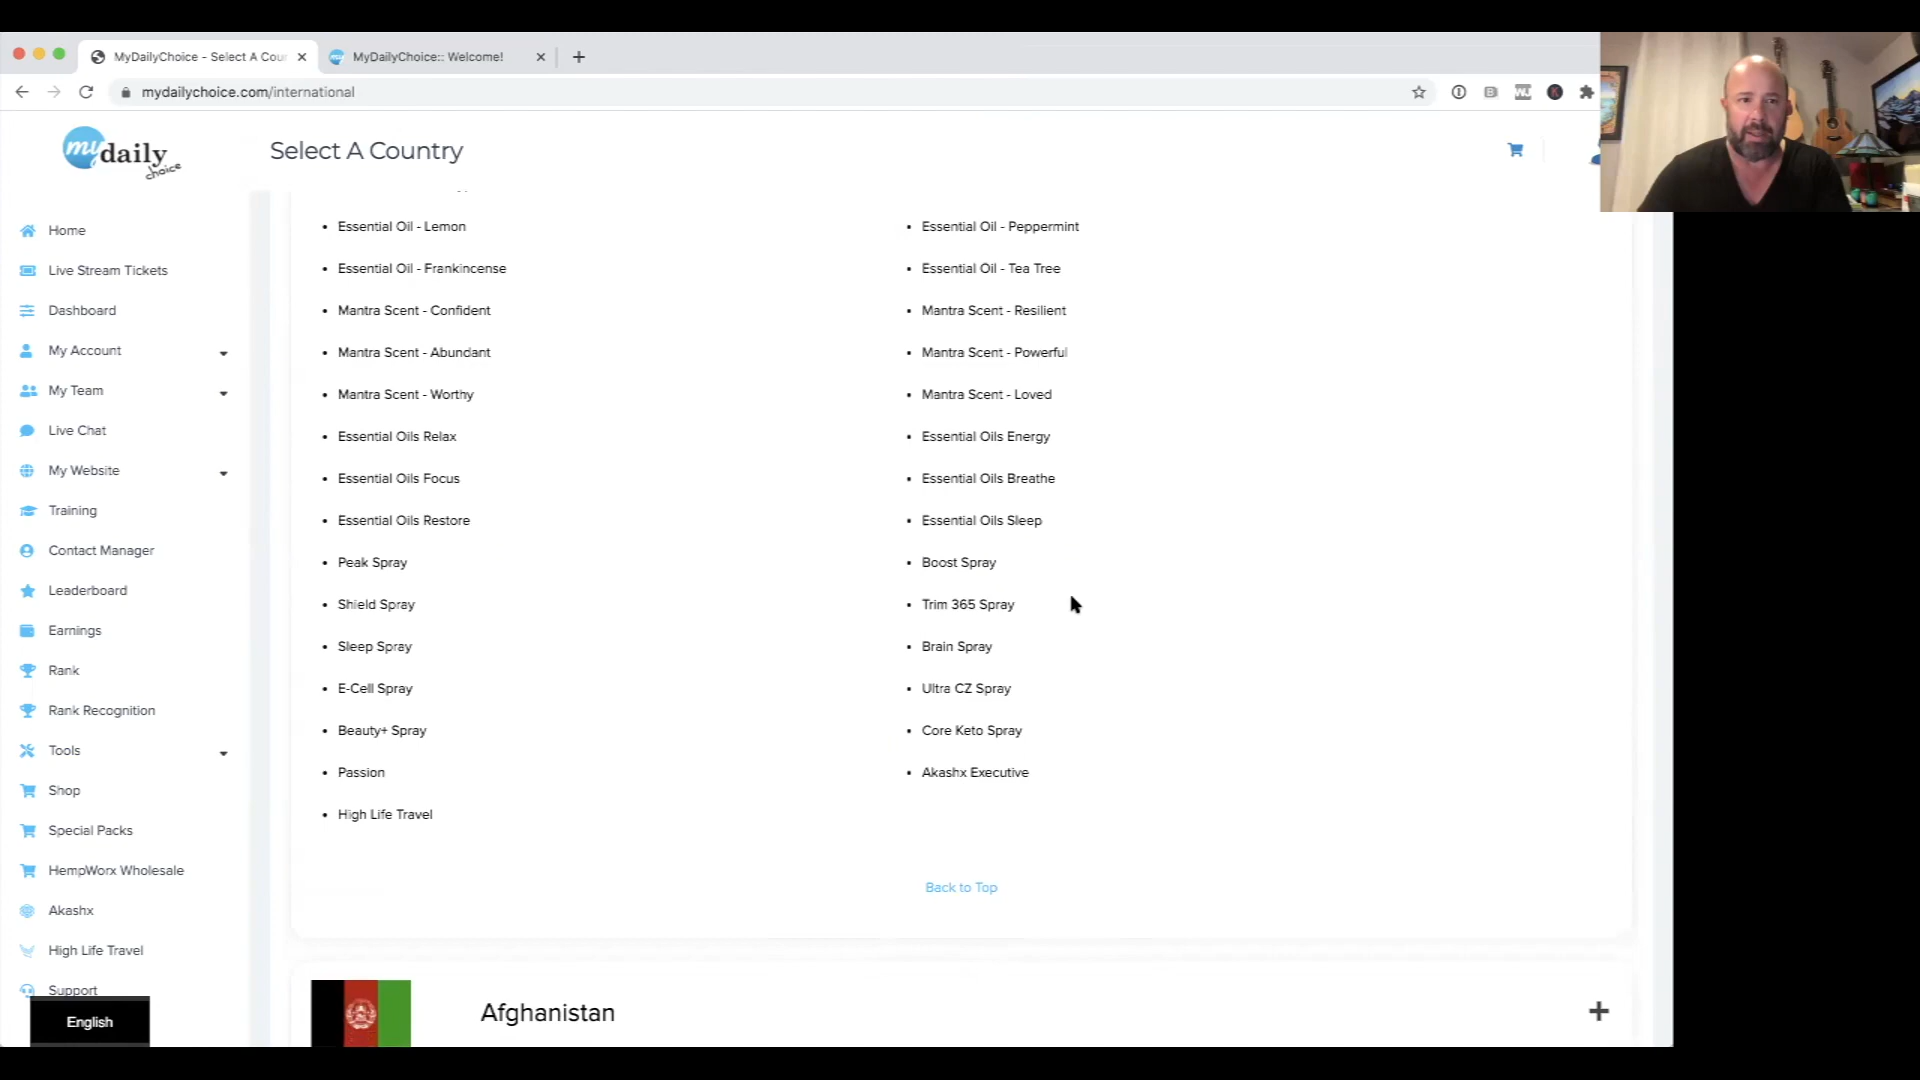 MyDailyChoice - Select A Cour
MyDailyChoice:: Welcome!
mydailychoice.com/international
my daily choice
Select A Country
Home
Live Stream Tickets
Dashboard
My Account
My Team
Live Chat
My Website
Training
Contact Manager
Leaderboard
Earnings
Rank
Rank Recognition
Tools
Shop
Special Packs
HempWorx Wholesale
Akashx
High Life Travel
Support
English
Essential Oil - Lemon
Essential Oil - Peppermint
Essential Oil - Frankincense
Essential Oil - Tea Tree
Mantra Scent - Confident
Mantra Scent - Resilient
Mantra Scent - Abundant
Mantra Scent - Powerful
Mantra Scent - Worthy
Mantra Scent - Loved
Essential Oils Relax
Essential Oils Energy
Essential Oils Focus
Essential Oils Breathe
Essential Oils Restore
Essential Oils Sleep
Peak Spray
Boost Spray
Shield Spray
Trim 365 Spray
Sleep Spray
Brain Spray
E-Cell Spray
Ultra CZ Spray
Beauty+ Spray
Core Keto Spray
Passion
Akashx Executive
High Life Travel
Back to Top
Afghanistan